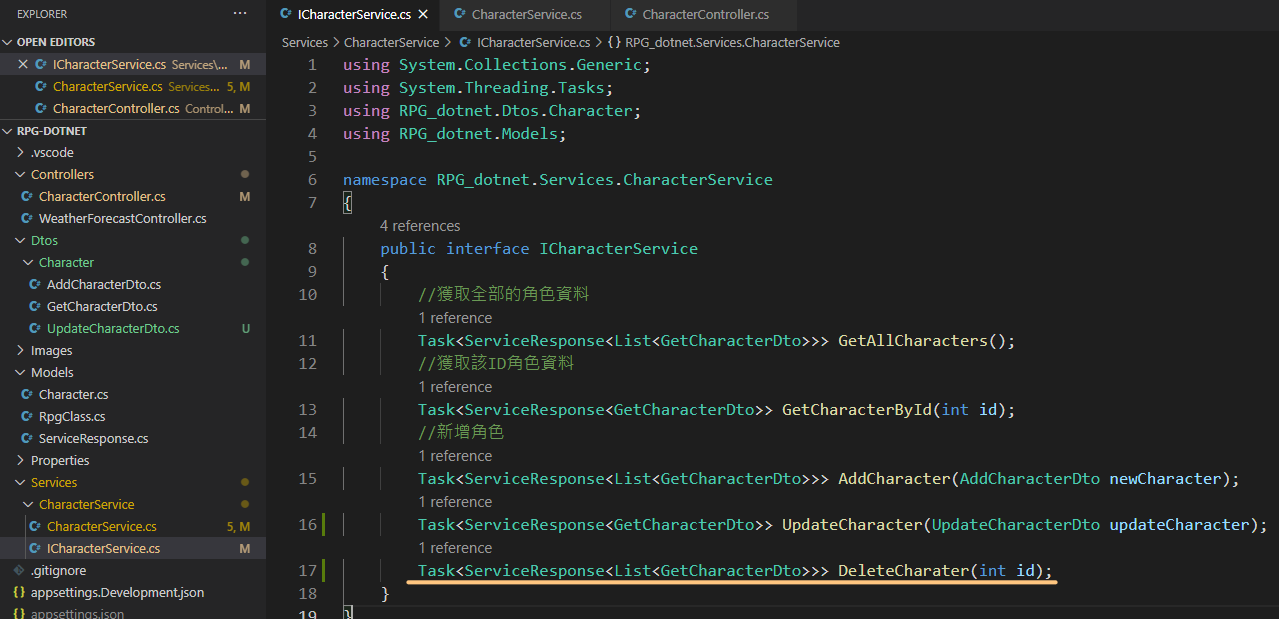 EXPLORER ···
OPEN EDITORS
ICharacterService.cs Services\... M
CharacterService.cs Services... 5, M
CharacterController.cs Control... M
RPG-DOTNET
.vscode
Controllers
CharacterController.cs M
WeatherForecastController.cs
Dtos
Character
AddCharacterDto.cs
GetCharacterDto.cs
UpdateCharacterDto.cs U
Images
Models
Character.cs
RpgClass.cs
ServiceResponse.cs
Properties
Services
CharacterService
CharacterService.cs 5, M
ICharacterService.cs M
.gitignore
appsettings.Development.json
appsettings.json
ICharacterService.cs CharacterService.cs CharacterController.cs
Services > CharacterService > ICharacterService.cs > {} RPG_dotnet.Services.CharacterService
1 using System.Collections.Generic;
2 using System.Threading.Tasks;
3 using RPG_dotnet.Dtos.Character;
4 using RPG_dotnet.Models;
5
6 namespace RPG_dotnet.Services.CharacterService
7 {
4 references
8 public interface ICharacterService
9 {
10 //獲取全部的角色資料
1 reference
11 Task<ServiceResponse<List<GetCharacterDto>>> GetAllCharacters();
12 //獲取該ID角色資料
1 reference
13 Task<ServiceResponse<GetCharacterDto>> GetCharacterById(int id);
14 //新增角色
1 reference
15 Task<ServiceResponse<List<GetCharacterDto>>> AddCharacter(AddCharacterDto newCharacter);
1 reference
16 Task<ServiceResponse<GetCharacterDto>> UpdateCharacter(UpdateCharacterDto updateCharacter);
1 reference
17 Task<ServiceResponse<List<GetCharacterDto>>> DeleteCharater(int id);
18 }
19 }